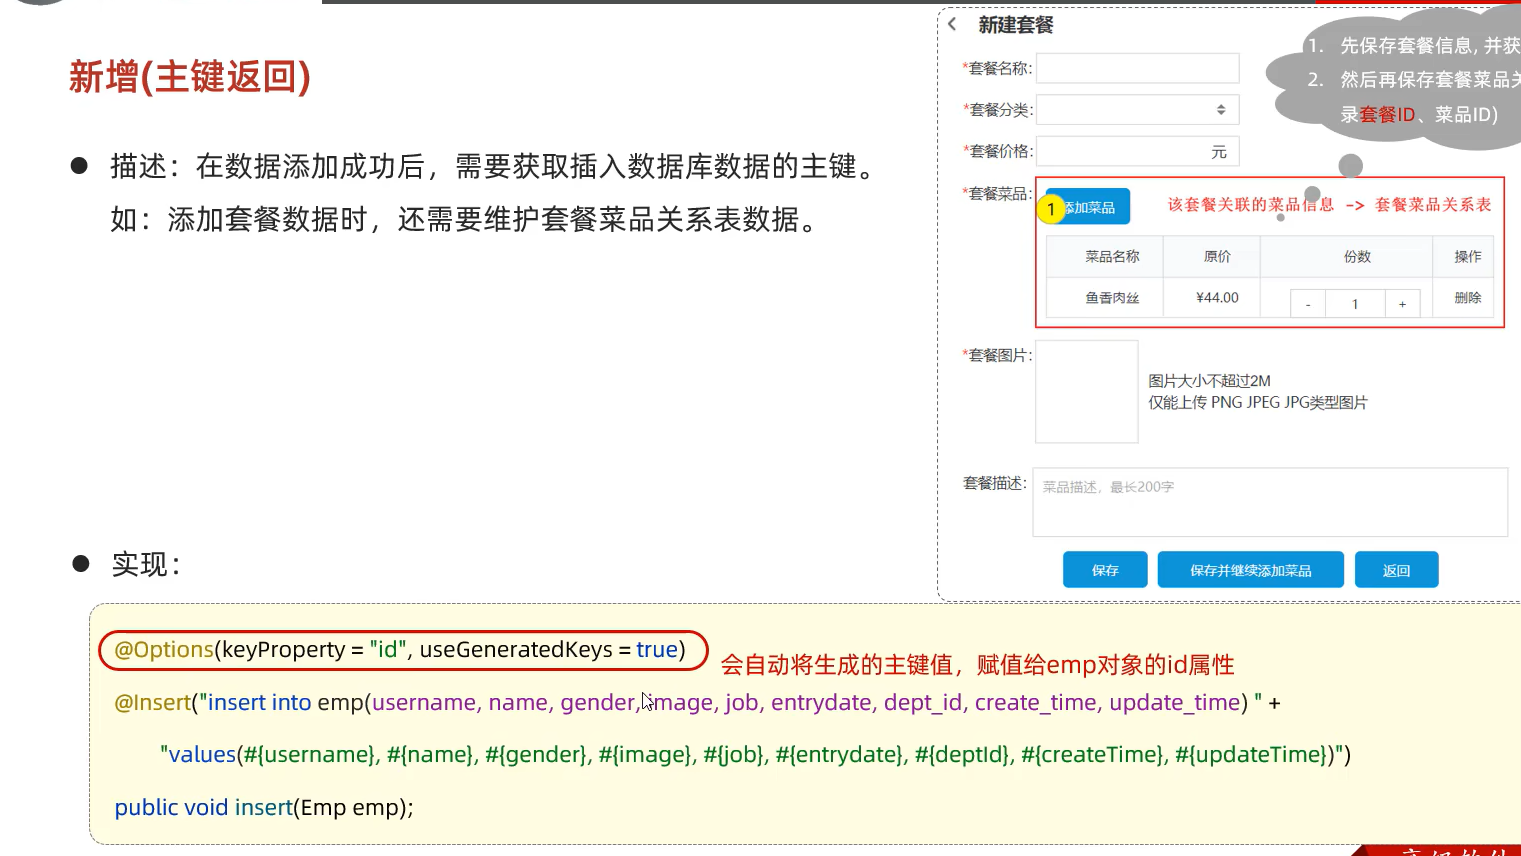 新增(主键返回)
描述：在数据添加成功后，需要获取插入数据库数据的主键。
如：添加套餐数据时，还需要维护套餐菜品关系表数据。
新建套餐
*套餐名称:
*套餐分类:
*套餐价格:
元
*套餐菜品:
1
添加菜品
该套餐关联的菜品信息 -> 套餐菜品关系表
菜品名称 原价 份数 操作
鱼香肉丝 ¥44.00 - 1 + 删除
*套餐图片:
图片大小不超过2M
仅能上传 PNG JPEG JPG类型图片
套餐描述:
菜品描述，最长200字
保存 保存并继续添加菜品 返回
1. 先保存套餐信息, 并获
2. 然后再保存套餐菜品关
录套餐ID、菜品ID)
实现：
@Options(keyProperty = "id", useGeneratedKeys = true)
会自动将生成的主键值，赋值给emp对象的id属性
@Insert("insert into emp(username, name, gender, image, job, entrydate, dept_id, create_time, update_time) " +
"values(#{username}, #{name}, #{gender}, #{image}, #{job}, #{entrydate}, #{deptId}, #{createTime}, #{updateTime})")
public void insert(Emp emp);